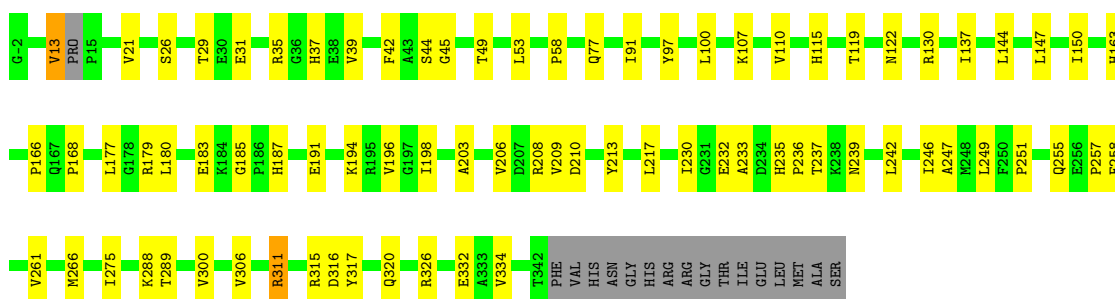 G-2 V13 PRO P15 V21 S26 T29 E30 E31 R35 G36 H37 E38 V39 F42 A43 S44 G45 T49 L53 P58 Q77 I91 Y97 L100 K107 V110 H115 T119 N122 R130 I137 L144 L147 I150 H163
P166 Q167 P168 L177 G178 R179 L180 E183 K184 G185 P186 H187 E191 K194 R195 V196 G197 I198 A203 V206 D207 R208 V209 D210 Y213 L217 I230 G231 E232 A233 D234 H235 P236 T237 K238 N239 L242 I246 A247 M248 L249 F250 P251 Q255 E256 P257
V261 M266 I275 K288 T289 V300 V306 R311 R315 D316 Y317 Q320 R326 E332 A333 V334 T342 PHE VAL HIS ASN GLY HIS ARG ARG GLY THR ILE GLU LEU MET ALA SER